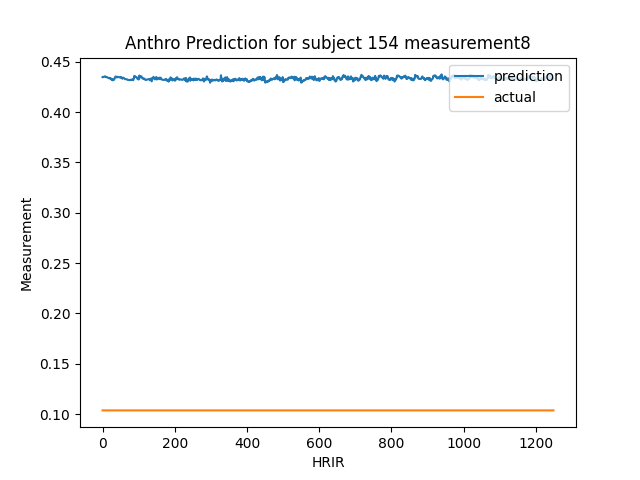 Anthro Prediction for subject 154 measurement8
0.45
0.40
0.35
0.30
0.25
0.20
0.15
0.10
Measurement
prediction
actual
0 200 400 600 800 1000 1200
HRIR